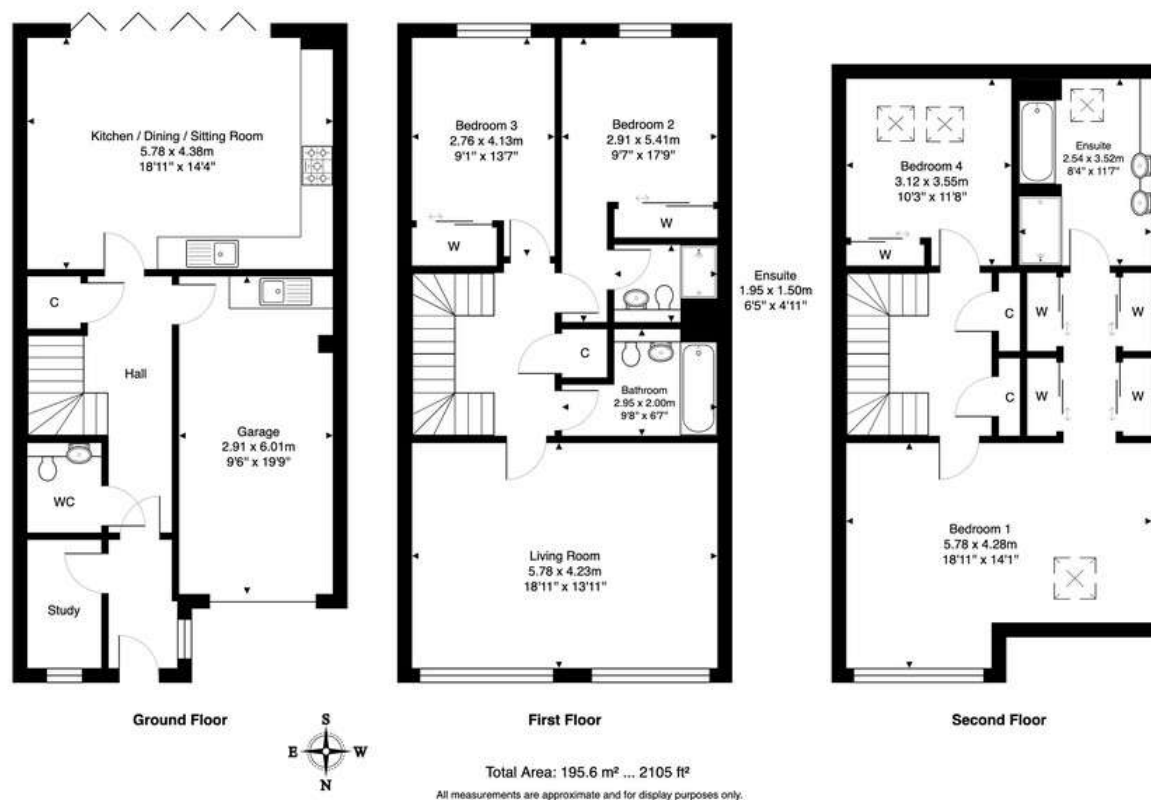 Kitchen / Dining / Sitting Room
5.78 x 4.38m
18'11" x 14'4"
C
Hall
Garage
2.91 x 6.01m
9'6" x 19'9"
WC
Study
Ground Floor
Bedroom 3
2.76 x 4.13m
9'1" x 13'7"
Bedroom 2
2.91 x 5.41m
9'7" x 17'9"
W
W
Ensuite
1.95 x 1.50m
6'5" x 4'11"
C
Bathroom
2.95 x 2.00m
9'8" x 6'7"
Living Room
5.78 x 4.23m
18'11" x 13'11"
First Floor
Bedroom 4
3.12 x 3.55m
10'3" x 11'8"
Ensuite
2.54 x 3.52m
8'4" x 11'7"
W
C
W
W
C
W
W
Bedroom 1
5.78 x 4.28m
18'11" x 14'1"
Second Floor
S
E
W
N
Total Area: 195.6 m² ... 2105 ft²
All measurements are approximate and for display purposes only.